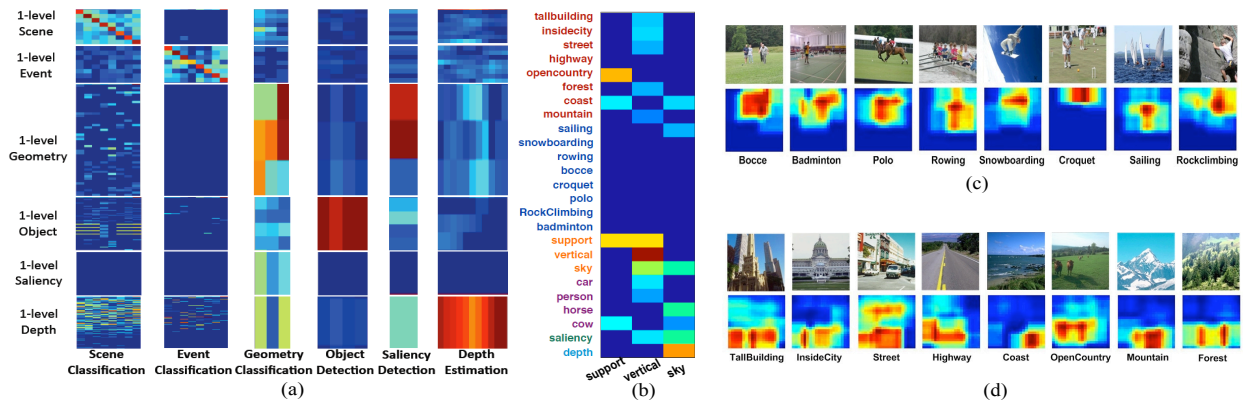 1-level
Scene
1-level
Event
1-level
Geometry
1-level
Object
1-level
Saliency
1-level
Depth
Scene
Classification
Event
Classification
Geometry
Classification
Object
Detection
Saliency
Detection
Depth
Estimation
(a)
tallbuilding
insidecity
street
highway
opencountry
forest
coast
mountain
sailing
snowboarding
rowing
bocce
croquet
polo
RockClimbing
badminton
support
vertical
sky
car
person
horse
cow
saliency
depth
support
vertical
sky
(b)
Bocce
Badminton
Polo
Rowing
Snowboarding
Croquet
Sailing
Rockclimbing
(c)
TallBuilding
InsideCity
Street
Highway
Coast
OpenCountry
Mountain
Forest
(d)